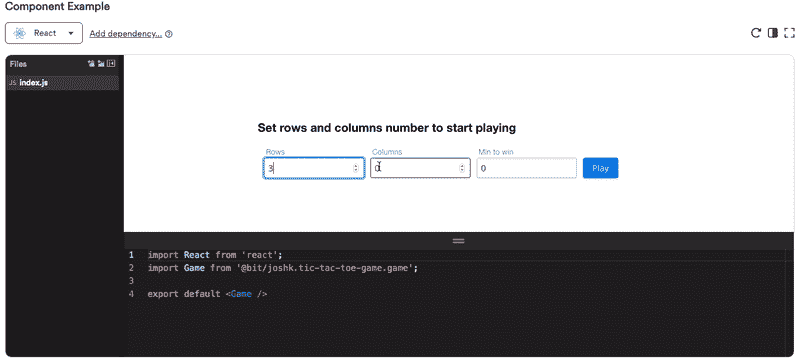 Component Example
React
Add dependency...
Files
JS index.js
Set rows and columns number to start playing
Rows Columns Min to win
3 0 0 Play
1 import React from 'react';
2 import Game from '@bit/joshk.tic-tac-toe-game.game';
3
4 export default <Game />